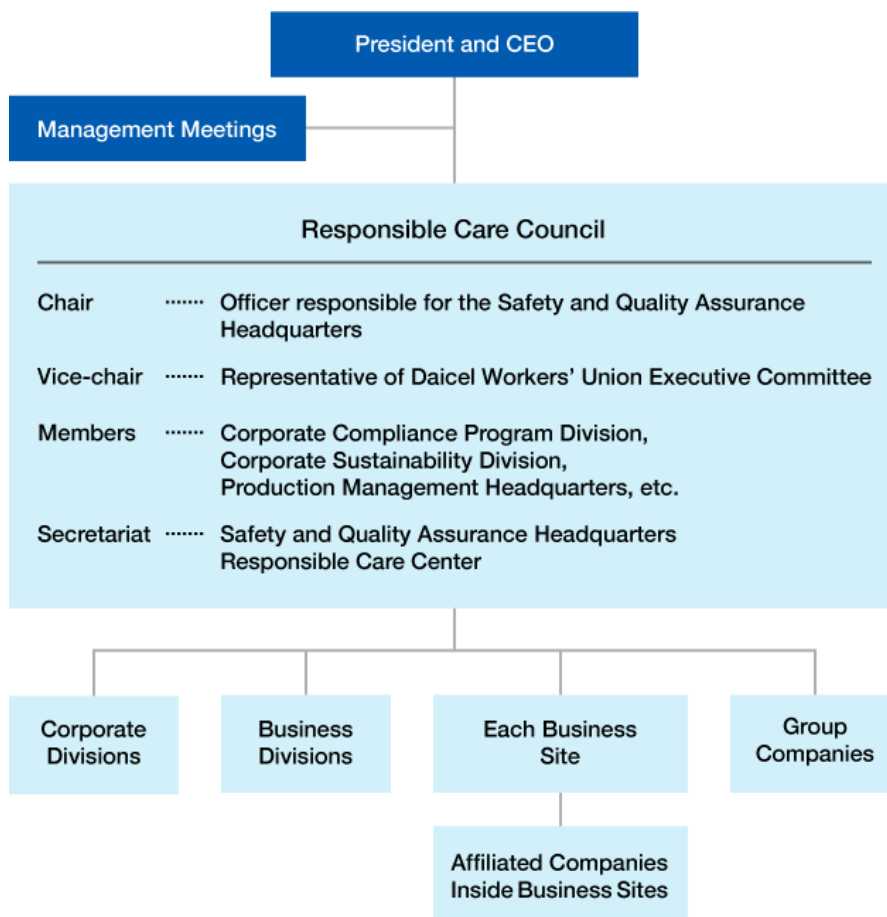 President and CEO
Management Meetings
Responsible Care Council
Chair ······· Officer responsible for the Safety and Quality Assurance
Headquarters
Vice-chair ······· Representative of Daicel Workers’ Union Executive Committee
Members ······· Corporate Compliance Program Division,
Corporate Sustainability Division,
Production Management Headquarters, etc.
Secretariat ······· Safety and Quality Assurance Headquarters
Responsible Care Center
Corporate
Divisions
Business
Divisions
Each Business
Site
Group
Companies
Affiliated Companies
Inside Business Sites